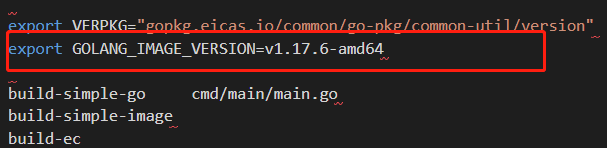 export VERPKG="gopkg.eicas.io/common/go-pkg/common-util/version"
export GOLANG_IMAGE_VERSION=v1.17.6-amd64
build-simple-go cmd/main/main.go
build-simple-image
build-ec